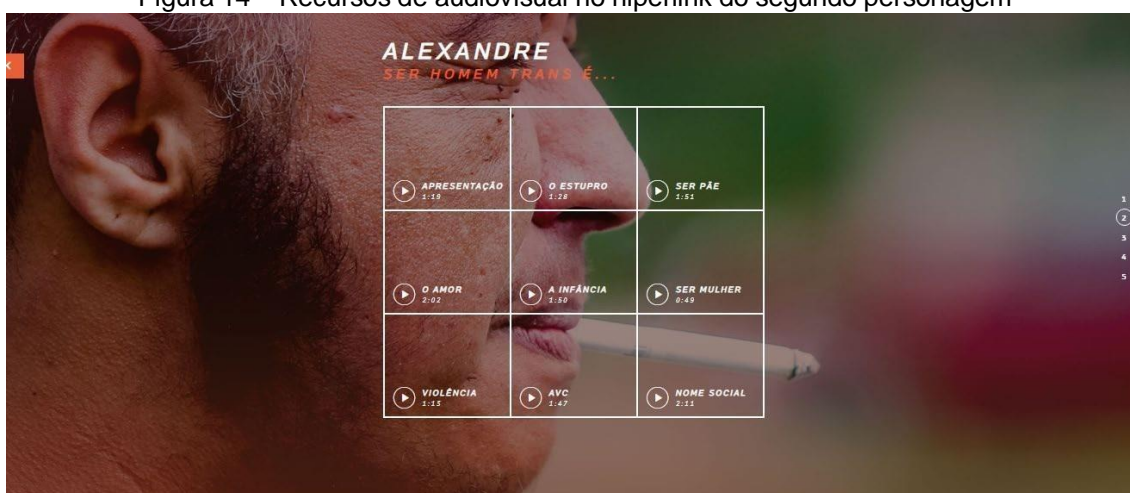 Figura 14 – Recursos de audiovisual no hiperlink do segundo personagem
X
ALEXANDRE
SER HOMEM TRANS É...
APRESENTAÇÃO
1:19
O ESTUPRO
1:28
SER PÃE
1:51
O AMOR
2:02
A INFÂNCIA
1:50
SER MULHER
0:49
VIOLÊNCIA
1:15
AVC
1:47
NOME SOCIAL
2:11
1
2
3
4
5